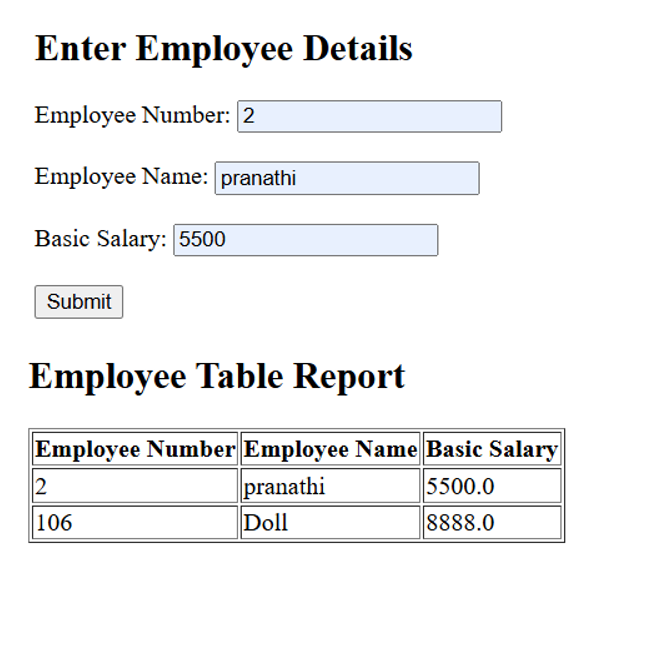 Enter Employee Details
Employee Number: 2
Employee Name: pranathi
Basic Salary: 5500
Submit
Employee Table Report
Employee Number Employee Name Basic Salary
2 pranathi 5500.0
106 Doll 8888.0